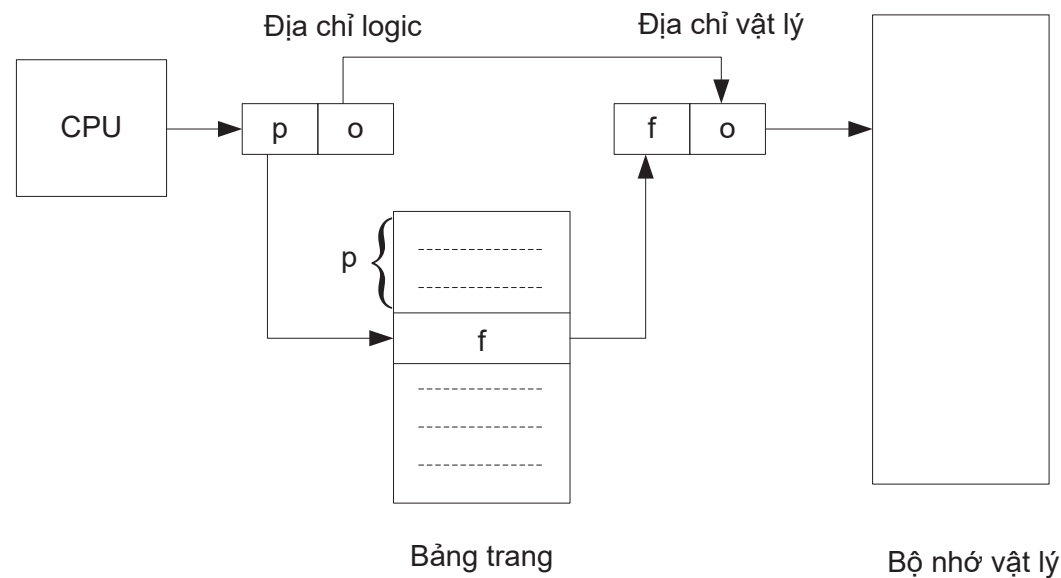 Địa chỉ logic
Địa chỉ vật lý
CPU
p
o
f
o
p
f
Bảng trang
Bộ nhớ vật lý